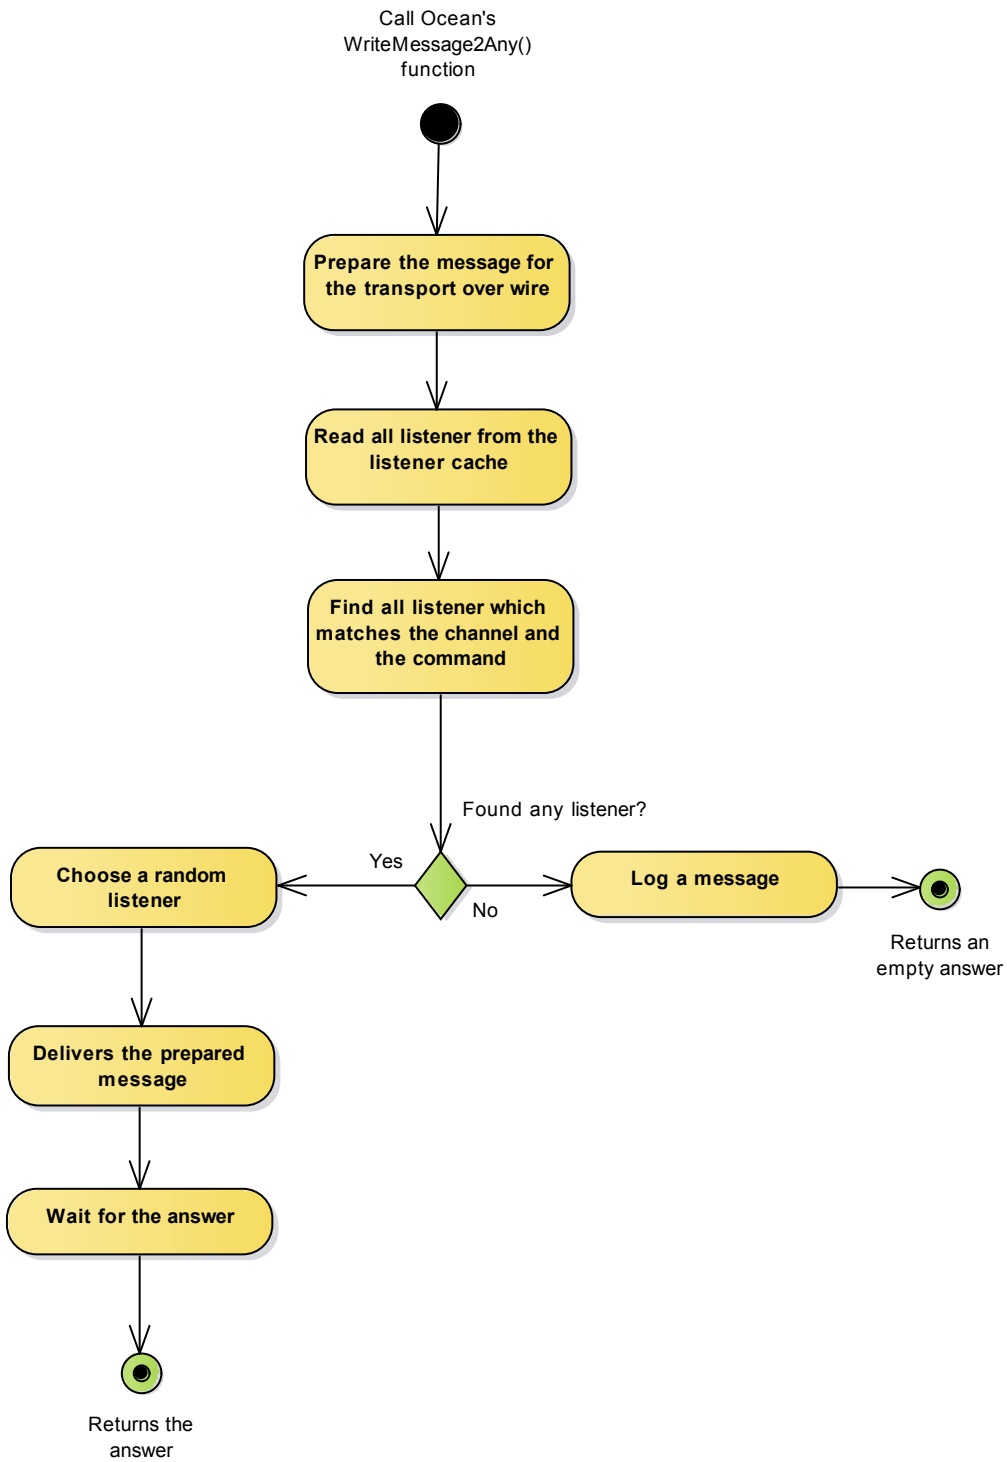 Call Ocean's
WriteMessage2Any()
function
Prepare the message for
the transport over wire
Read all listener from the
listener cache
Find all listener which
matches the channel and
the command
Found any listener?
Yes
No
Choose a random
listener
Log a message
Returns an
empty answer
Delivers the prepared
message
Wait for the answer
Returns the
answer